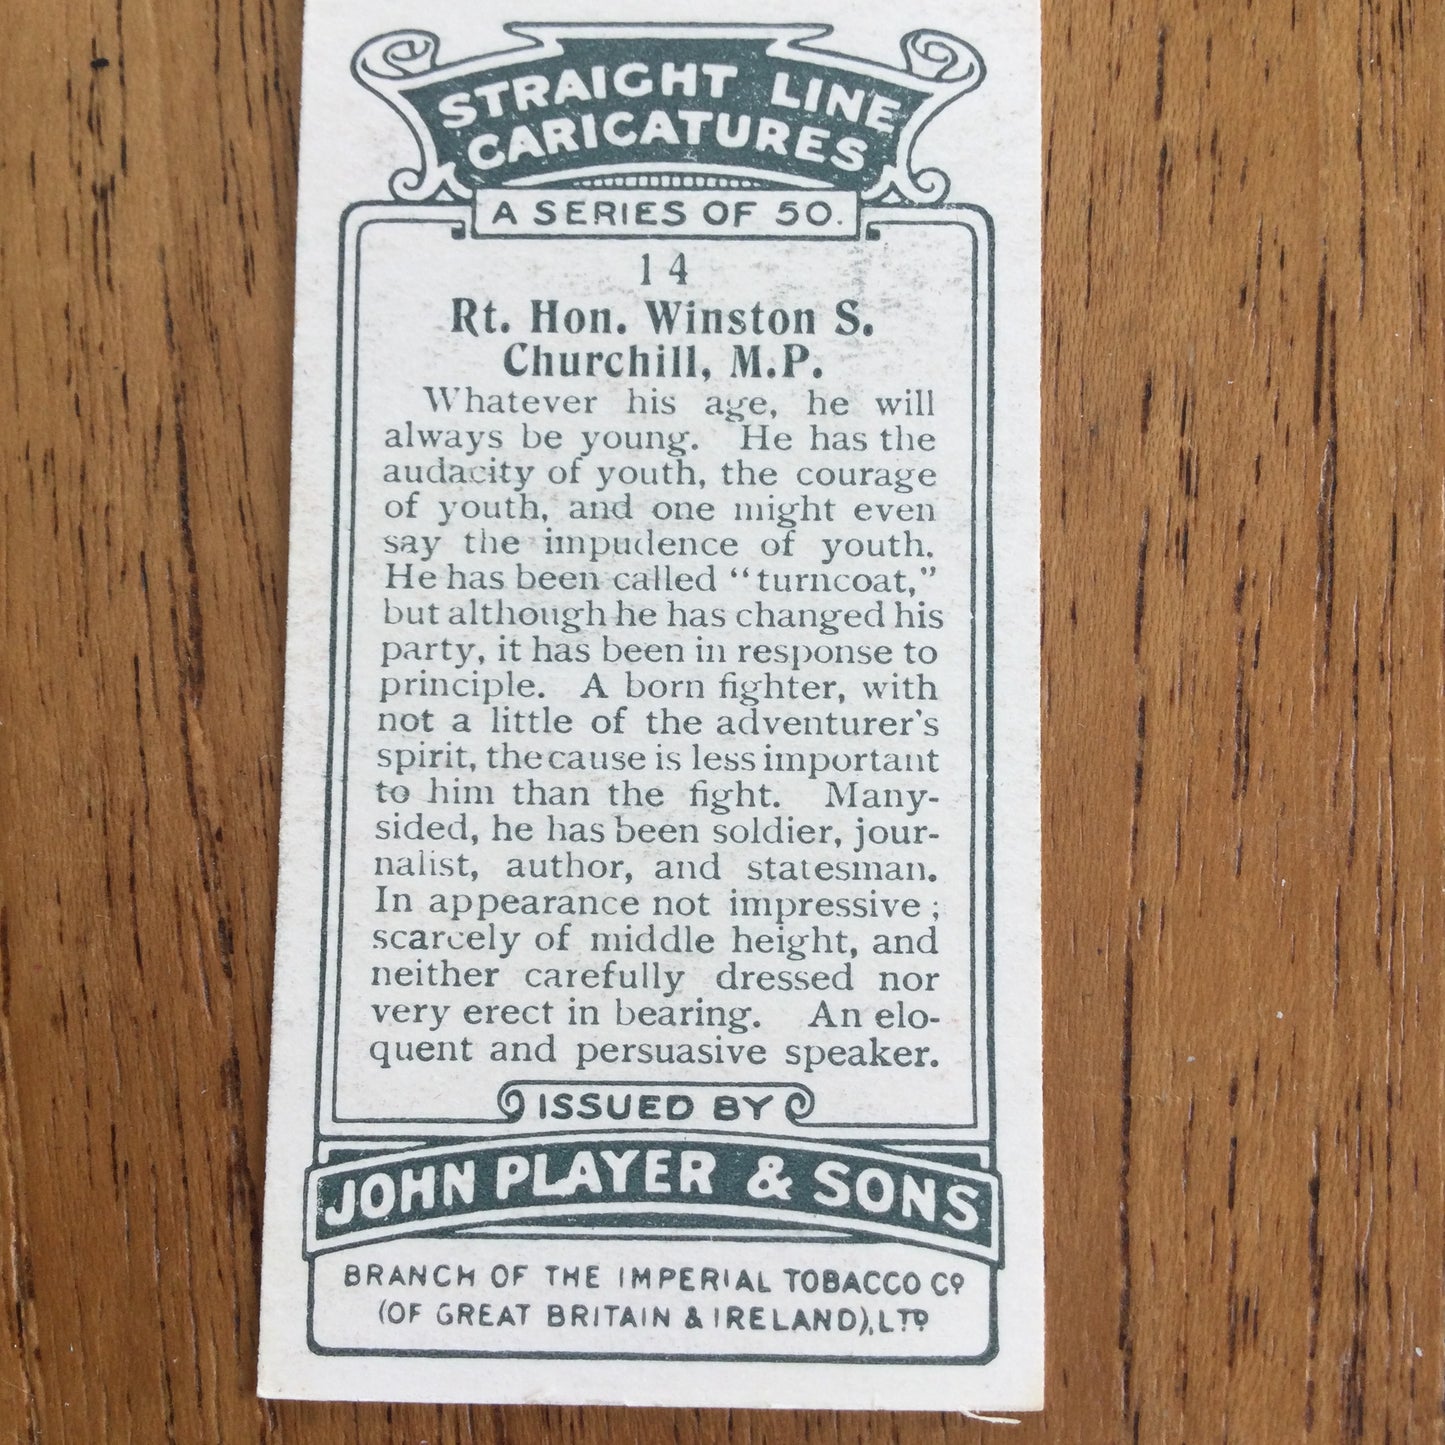 STRAIGHT LINE
CARICATURES
A SERIES OF 50.
14
Rt. Hon. Winston S.
Churchill, M.P.
Whatever his age, he will
always be young. He has the
audacity of youth, the courage
of youth, and one might even
say the impudence of youth.
He has been called “turncoat,”
but although he has changed his
party, it has been in response to
principle. A born fighter, with
not a little of the adventurer's
spirit, the cause is less important
to him than the fight. Many-
sided, he has been soldier, jour-
nalist, author, and statesman.
In appearance not impressive;
scarcely of middle height, and
neither carefully dressed nor
very erect in bearing. An elo-
quent and persuasive speaker.
ISSUED BY
JOHN PLAYER & SONS
BRANCH OF THE IMPERIAL TOBACCO Co
(OF GREAT BRITAIN & IRELAND), LTD